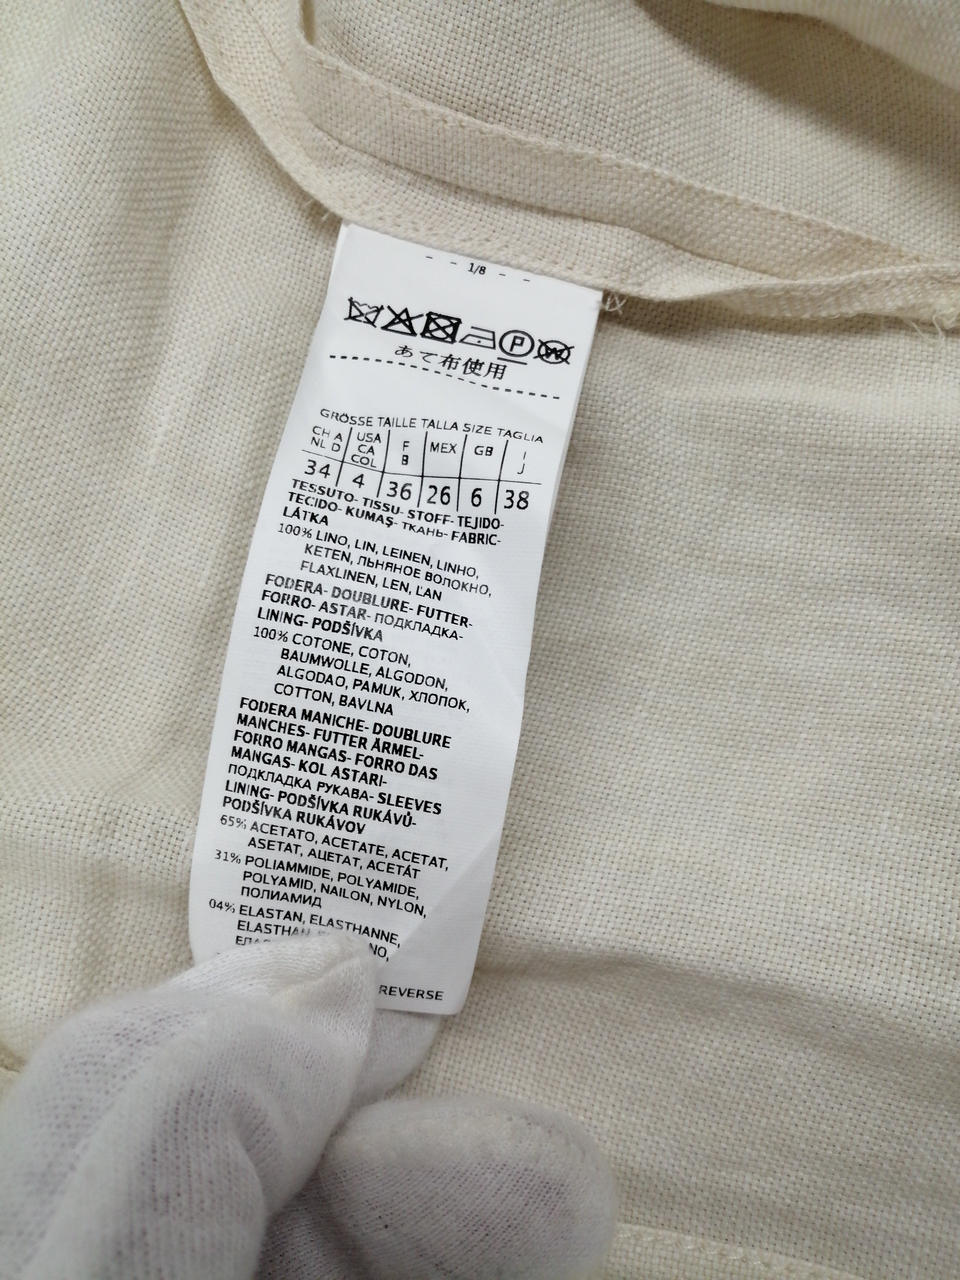 - - 1/8 - -
P W
あて布使用
GRÖSSE TAILLE TALLA SIZE TAGLIA
CH A NL D | USA CA COL | F B | MEX | GB | I J
34 | 4 | 36 | 26 | 6 | 38
TESSUTO- TISSU- STOFF- TEJIDO-
TECIDO- KUMAŞ- ТКАНЬ- FABRIC-
LÁTKA
100% LINO, LIN, LEINEN, LINHO,
KETEN, ЛЬНЯНОЕ ВОЛОКНО,
FLAXLINEN, LEN, ĽAN
FODERA- DOUBLURE- FUTTER-
FORRO- ASTAR- ПОДКЛАДКА-
LINING- PODŠÍVKA
100% COTONE, COTON,
BAUMWOLLE, ALGODON,
ALGODAO, PAMUK, ХЛОПОК,
COTTON, BAVLNA
FODERA MANICHE- DOUBLURE
MANCHES- FUTTER ÄRMEL-
FORRO MANGAS- FORRO DAS
MANGAS- KOL ASTARI-
ПОДКЛАДКА РУКАВА- SLEEVES
LINING- PODŠÍVKA RUKÁVŮ-
PODŠÍVKA RUKÁVOV
65% ACETATO, ACETATE, ACETAT,
ASETAT, АЦЕТАТ, ACETÁT
31% POLIAMMIDE, POLYAMIDE,
POLYAMID, NAILON, NYLON,
ПОЛИАМИД
04% ELASTAN, ELASTHANNE,
REVERSE